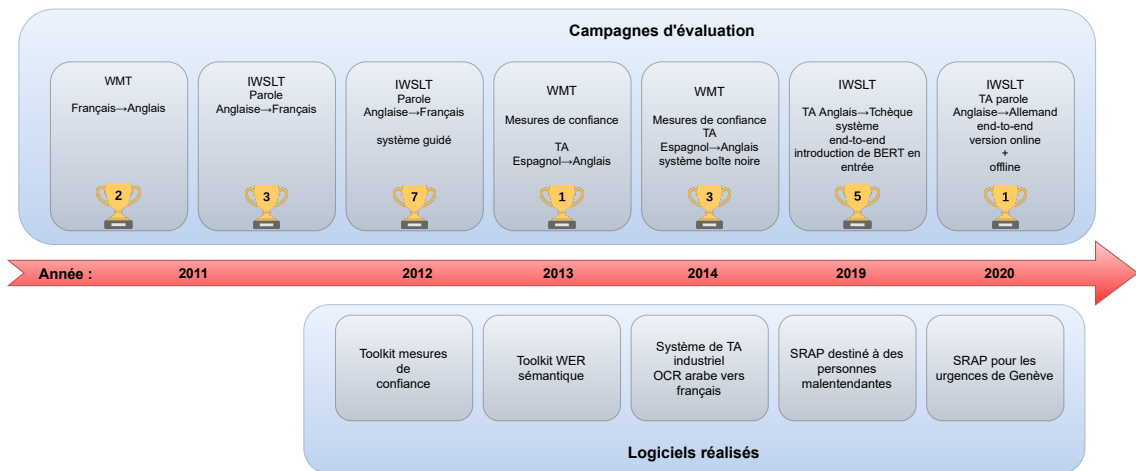 Campagnes d'évaluation
WMT
Français→Anglais
2
IWSLT
Parole
Anglaise→Français
3
IWSLT
Parole
Anglaise→Français
système guidé
7
WMT
Mesures de confiance
TA
Espagnol→Anglais
1
WMT
Mesures de confiance
TA
Espagnol→Anglais
système boîte noire
3
IWSLT
TA Anglais→Tchèque
système
end-to-end
introduction de BERT en
entrée
5
IWSLT
TA parole
Anglaise→Allemand
end-to-end
version online
+
offline
1
Année : 2011 2012 2013 2014 2019 2020
Toolkit mesures
de
confiance
Toolkit WER
sémantique
Système de TA
industriel
OCR arabe vers
français
SRAP destiné à des
personnes
malentendantes
SRAP pour les
urgences de Genève
Logiciels réalisés